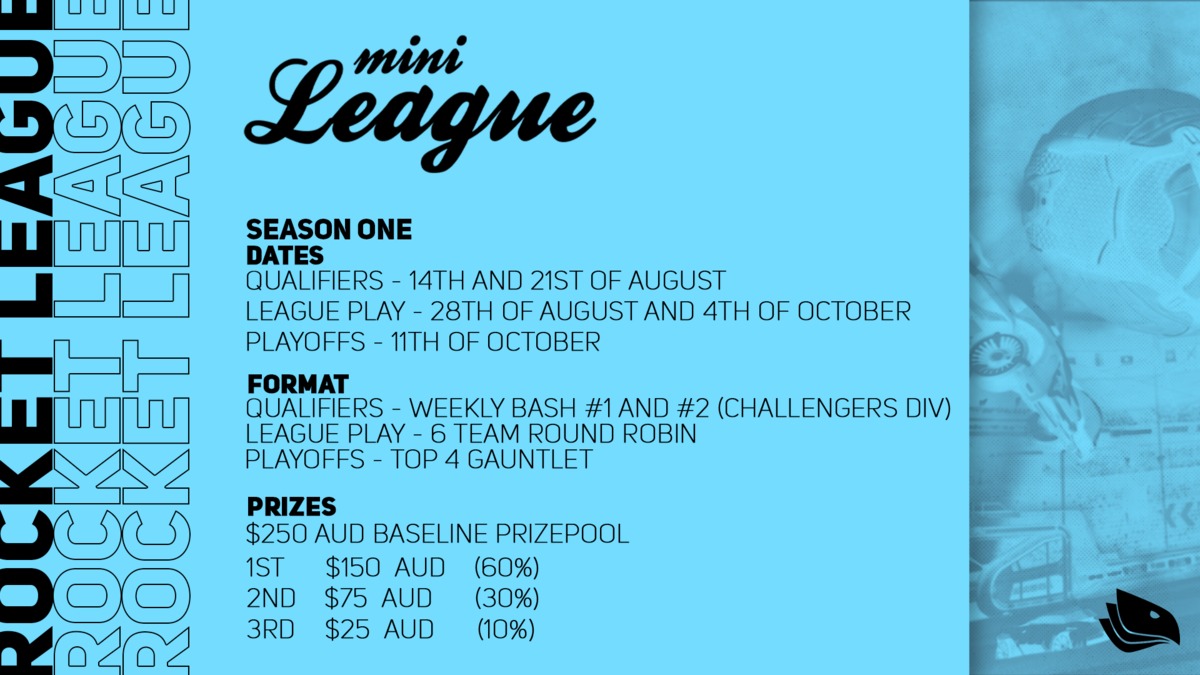 ROCKET LEAGUE
ROCKET LEAGUE
ROCKET LEAGUE
mini
League
SEASON ONE
DATES
QUALIFIERS - 14TH AND 21ST OF AUGUST
LEAGUE PLAY - 28TH OF AUGUST AND 4TH OF OCTOBER
PLAYOFFS - 11TH OF OCTOBER
FORMAT
QUALIFIERS - WEEKLY BASH #1 AND #2 (CHALLENGERS DIV)
LEAGUE PLAY - 6 TEAM ROUND ROBIN
PLAYOFFS - TOP 4 GAUNTLET
PRIZES
$250 AUD BASELINE PRIZEPOOL
1ST $150 AUD (60%)
2ND $75 AUD (30%)
3RD $25 AUD (10%)